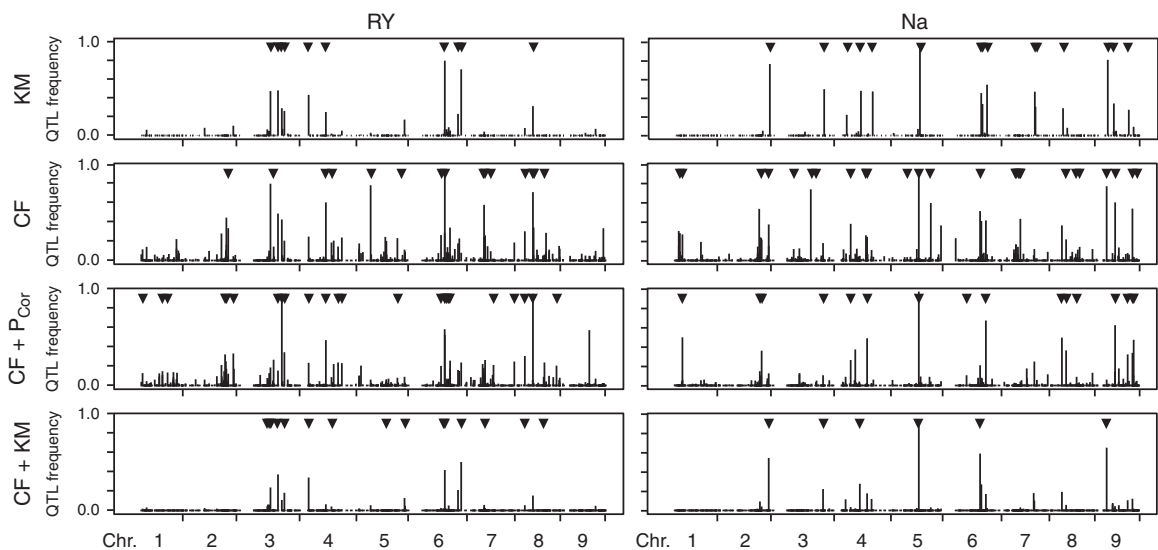 RY Na
KM
QTL frequency
1.0
0.0
CF
QTL frequency
1.0
0.0
CF + PCor
QTL frequency
1.0
0.0
CF + KM
QTL frequency
1.0
0.0
Chr. 1 2 3 4 5 6 7 8 9 Chr. 1 2 3 4 5 6 7 8 9